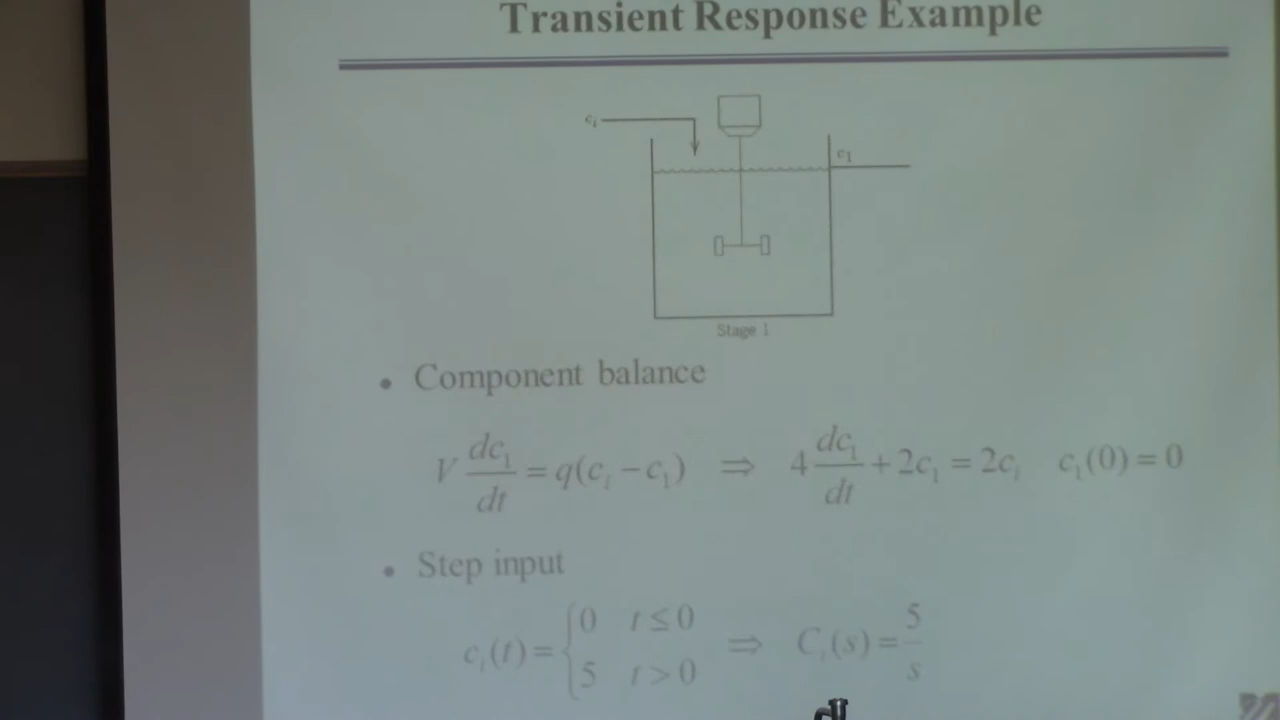 Transient Response Example
c_i
c_1
Stage 1
• Component balance
V dc_1/dt = q(c_i − c_1) ⇒ 4 dc_1/dt + 2c_1 = 2c_i c_1(0) = 0
• Step input
c_i(t) = { 0 t ≤ 0 ; 5 t > 0 ⇒ C_i(s) = 5/s